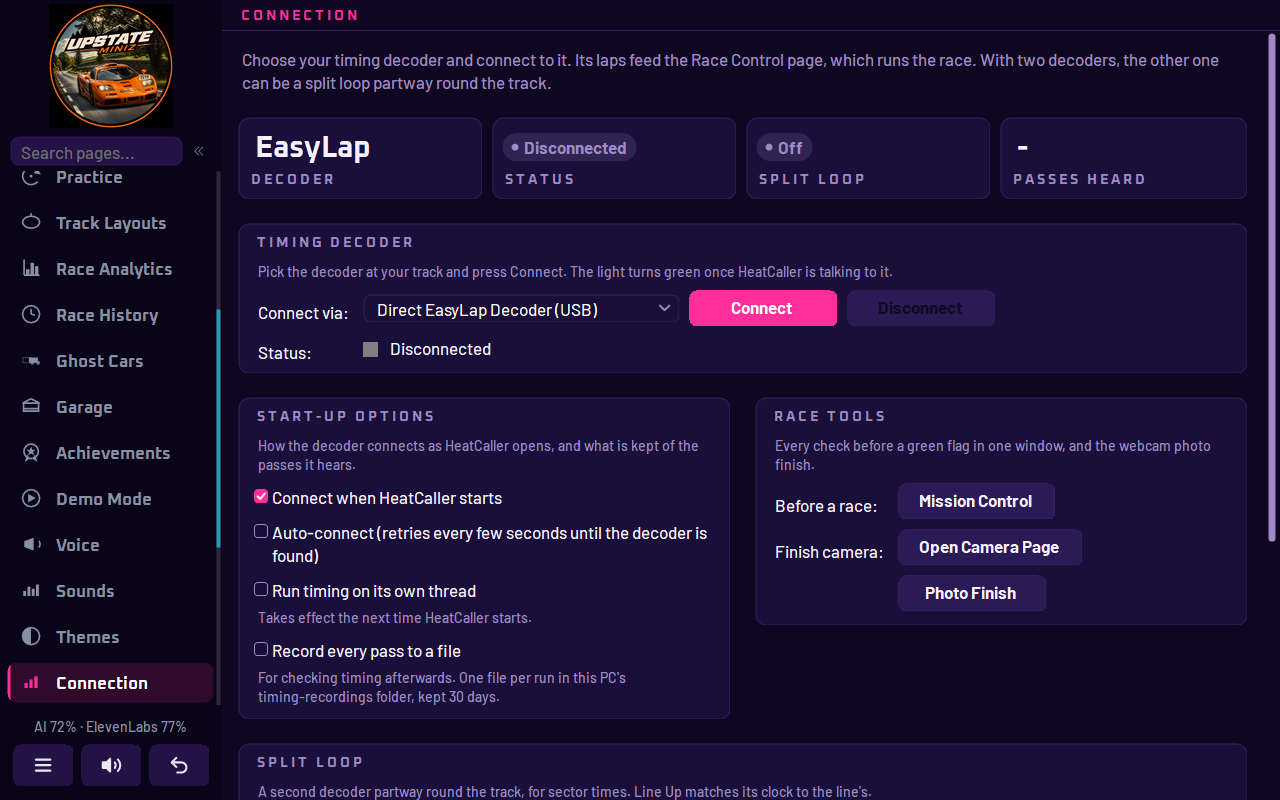 UPSTATE
MINIZ
Search pages...
«
Practice
Track Layouts
Race Analytics
Race History
Ghost Cars
Garage
Achievements
Demo Mode
Voice
Sounds
Themes
Connection
AI 72% · ElevenLabs 77%
CONNECTION
Choose your timing decoder and connect to it. Its laps feed the Race Control page, which runs the race. With two decoders, the other one
can be a split loop partway round the track.
EasyLap
DECODER
Disconnected
STATUS
Off
SPLIT LOOP
-
PASSES HEARD
TIMING DECODER
Pick the decoder at your track and press Connect. The light turns green once HeatCaller is talking to it.
Connect via: Direct EasyLap Decoder (USB) Connect Disconnect
Status: Disconnected
START-UP OPTIONS
How the decoder connects as HeatCaller opens, and what is kept of the
passes it hears.
Connect when HeatCaller starts
Auto-connect (retries every few seconds until the decoder is
found)
Run timing on its own thread
Takes effect the next time HeatCaller starts.
Record every pass to a file
For checking timing afterwards. One file per run in this PC's
timing-recordings folder, kept 30 days.
RACE TOOLS
Every check before a green flag in one window, and the webcam photo
finish.
Before a race: Mission Control
Finish camera: Open Camera Page
Photo Finish
SPLIT LOOP
A second decoder partway round the track, for sector times. Line Up matches its clock to the line's.